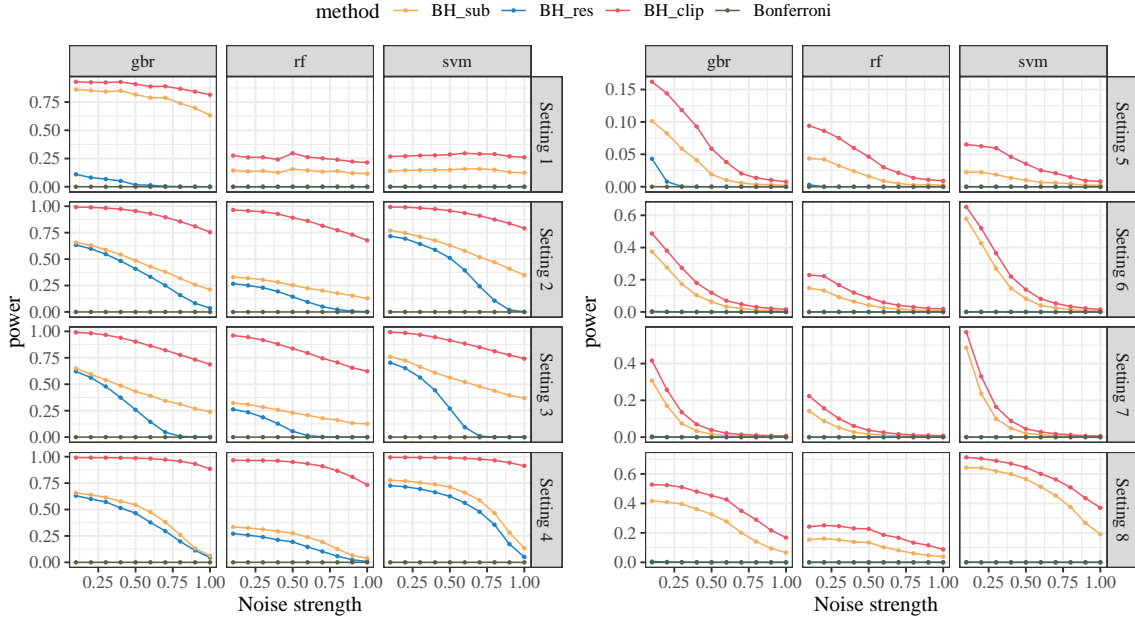 method BH_sub BH_res BH_clip Bonferroni
gbr rf svm
0.75
0.50
0.25
0.00
Setting 1
1.00
0.75
0.50
0.25
0.00
Setting 2
1.00
0.75
0.50
0.25
0.00
Setting 3
1.00
0.75
0.50
0.25
0.00
Setting 4
power
0.25 0.50 0.75 1.00 0.25 0.50 0.75 1.00 0.25 0.50 0.75 1.00
Noise strength
gbr rf svm
0.15
0.10
0.05
0.00
Setting 5
0.6
0.4
0.2
0.0
Setting 6
0.4
0.2
0.0
Setting 7
0.6
0.4
0.2
0.0
Setting 8
power
0.25 0.50 0.75 1.00 0.25 0.50 0.75 1.00 0.25 0.50 0.75 1.00
Noise strength